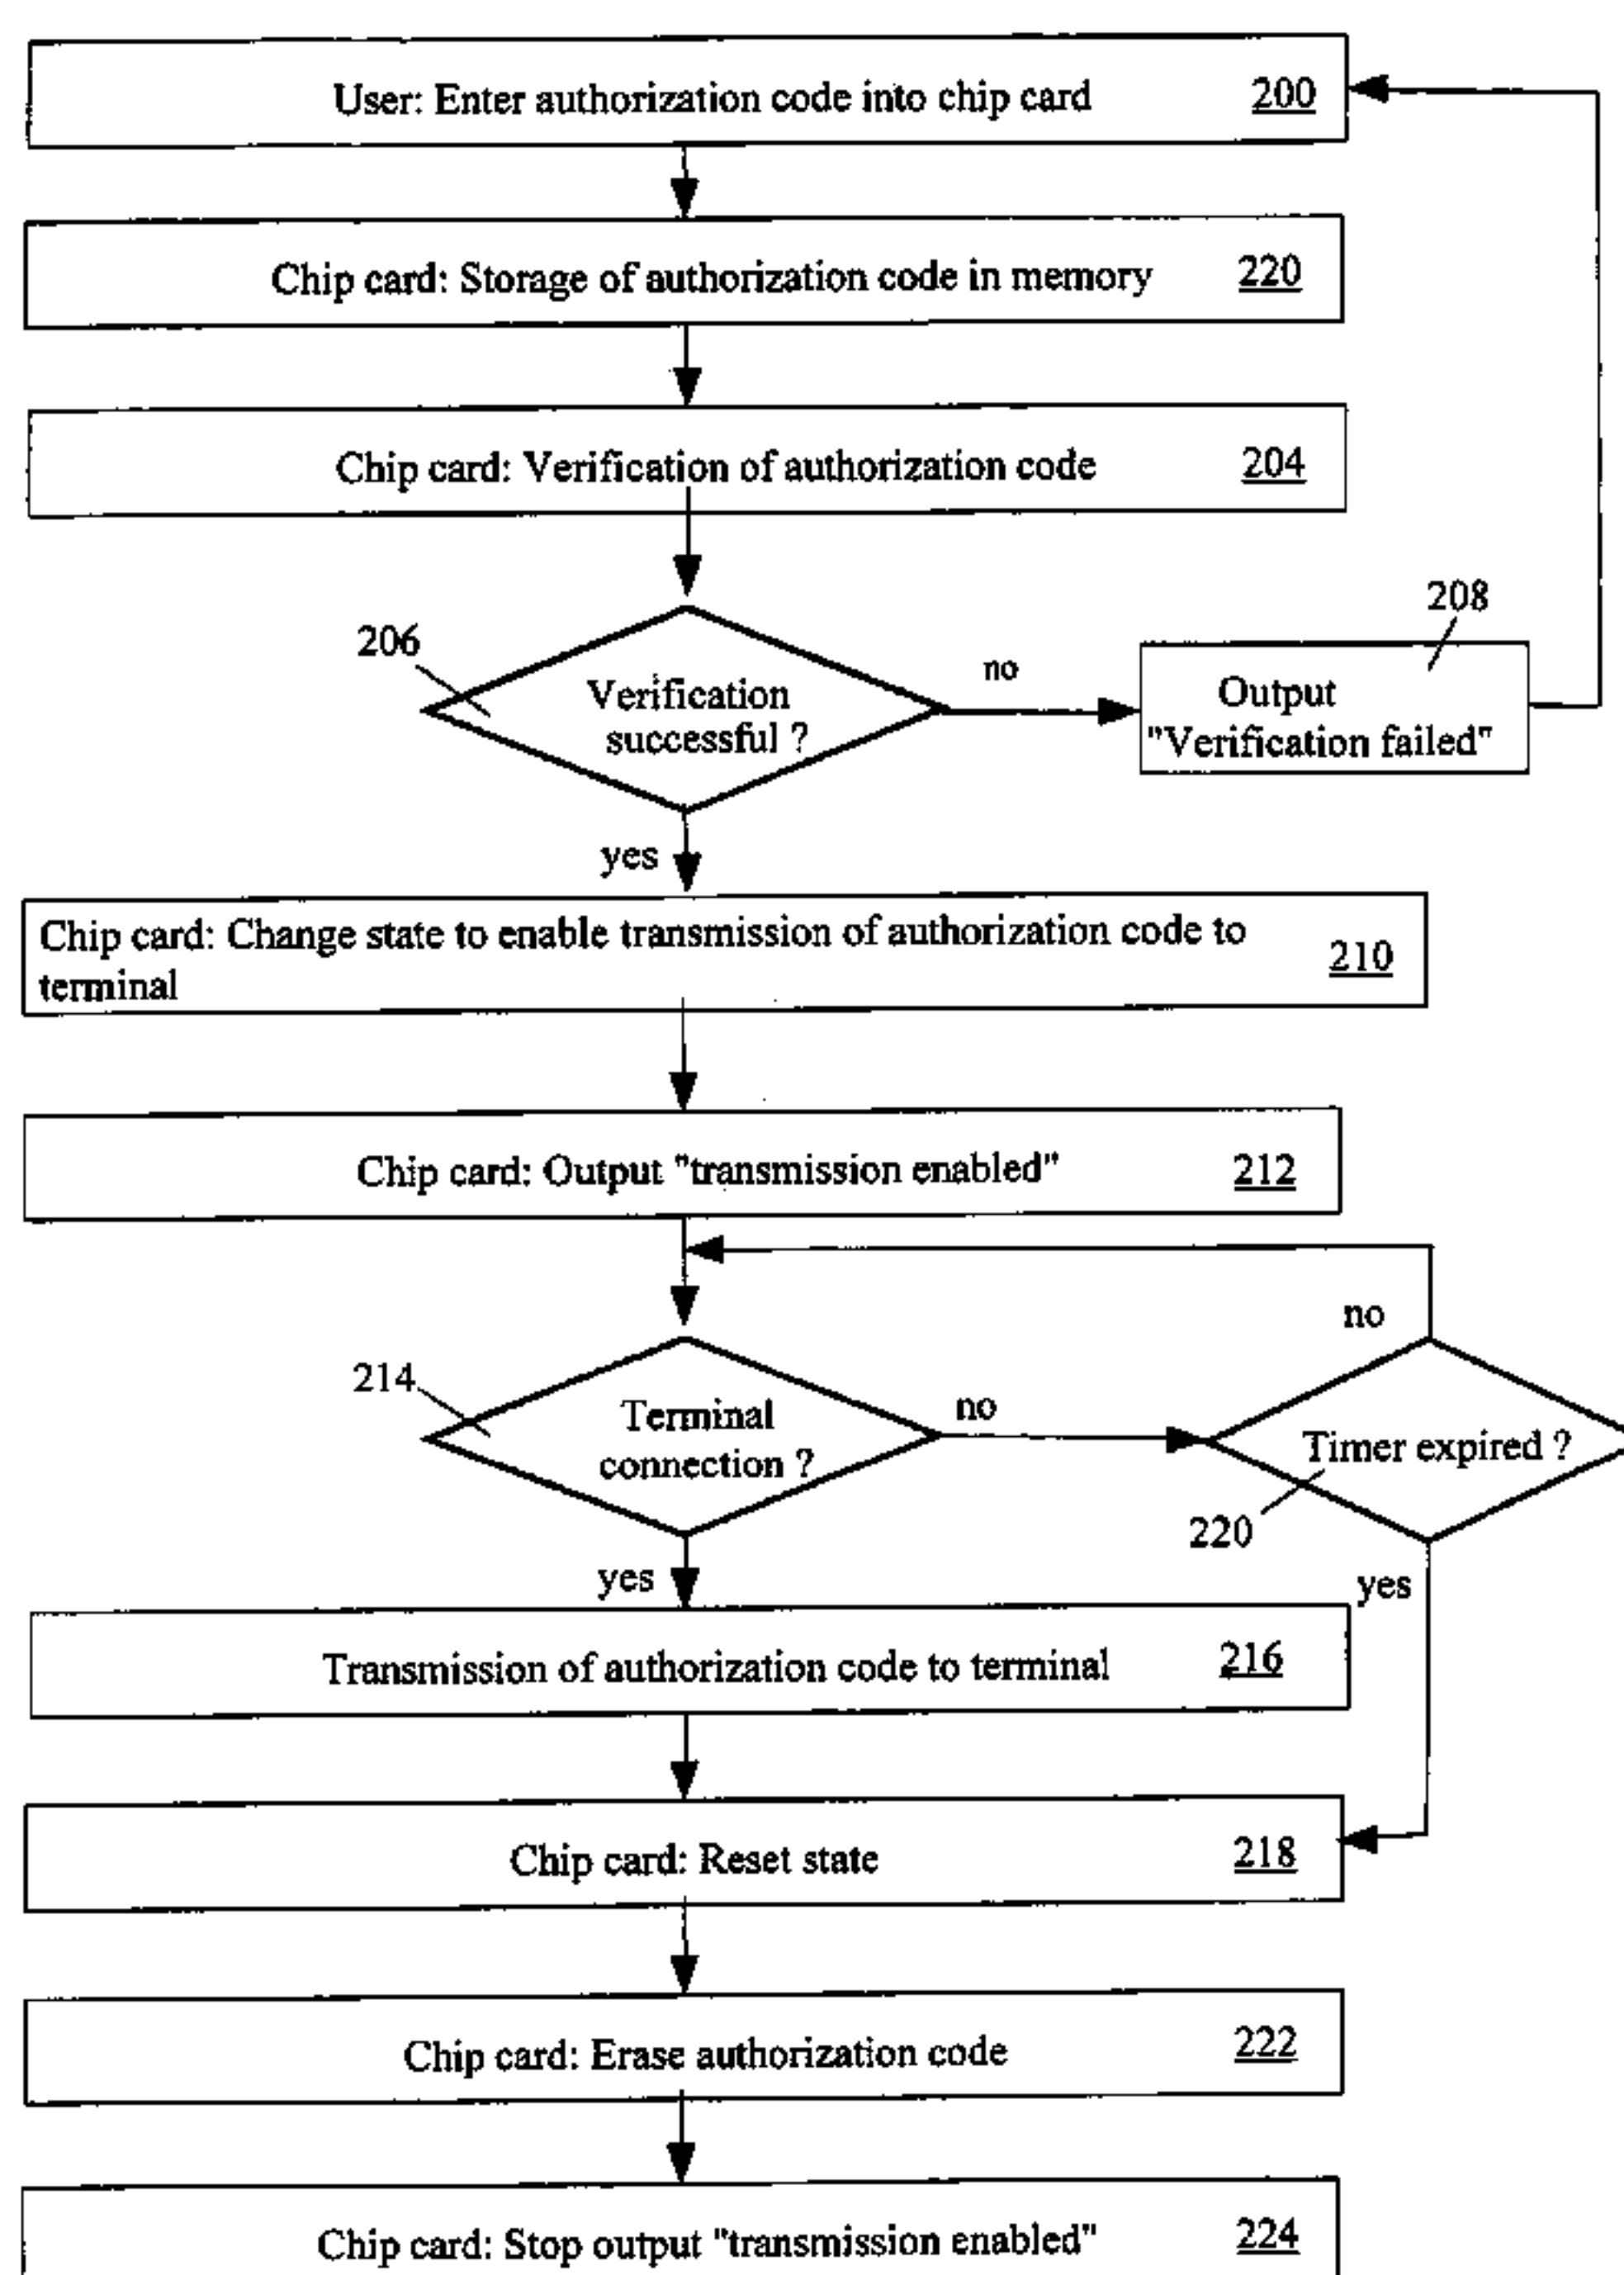 User: Enter authorization code into chip card 200
Chip card: Storage of authorization code in memory 220
Chip card: Verification of authorization code 204
208
206
no
Verification
successful ?
Output
"Verification failed"
yes
Chip card: Change state to enable transmission of authorization code to
terminal
210
Chip card: Output "transmission enabled" 212
no
214
Terminal
connection ?
no
Timer expired ?
220
yes
yes
Transmission of authorization code to terminal 216
Chip card: Reset state 218
Chip card: Erase authorization code 222
Chip card: Stop output "transmission enabled" 224